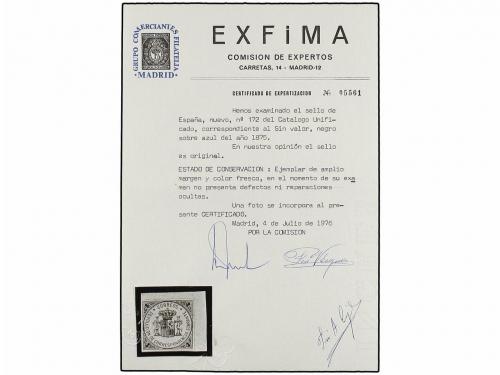 GRUPO COMERCIANTES FILATELIA
·MADRID·
EXFiMA
COMISION DE EXPERTOS
CARRETAS, 14 - MADRID-12
CERTIFICADO DE EXPERTIZACION Nº 05561
Hemos examinado el sello de
España, nuevo, nº 172 del Catalogo Unifi-
cado, correspondiente al Sin valor, negro
sobre azul del año 1875.
En nuestra opinión el sello
es original.
ESTADO DE CONSERVACION : Ejemplar de amplio
margen y color fresco, en el momento de su exa
men no presenta defectos ni reparaciones
ocultas.
Una foto se incorpora al pre-
sente CERTIFICADO.
Madrid, 4 de Julio de 1976
POR LA COMISION